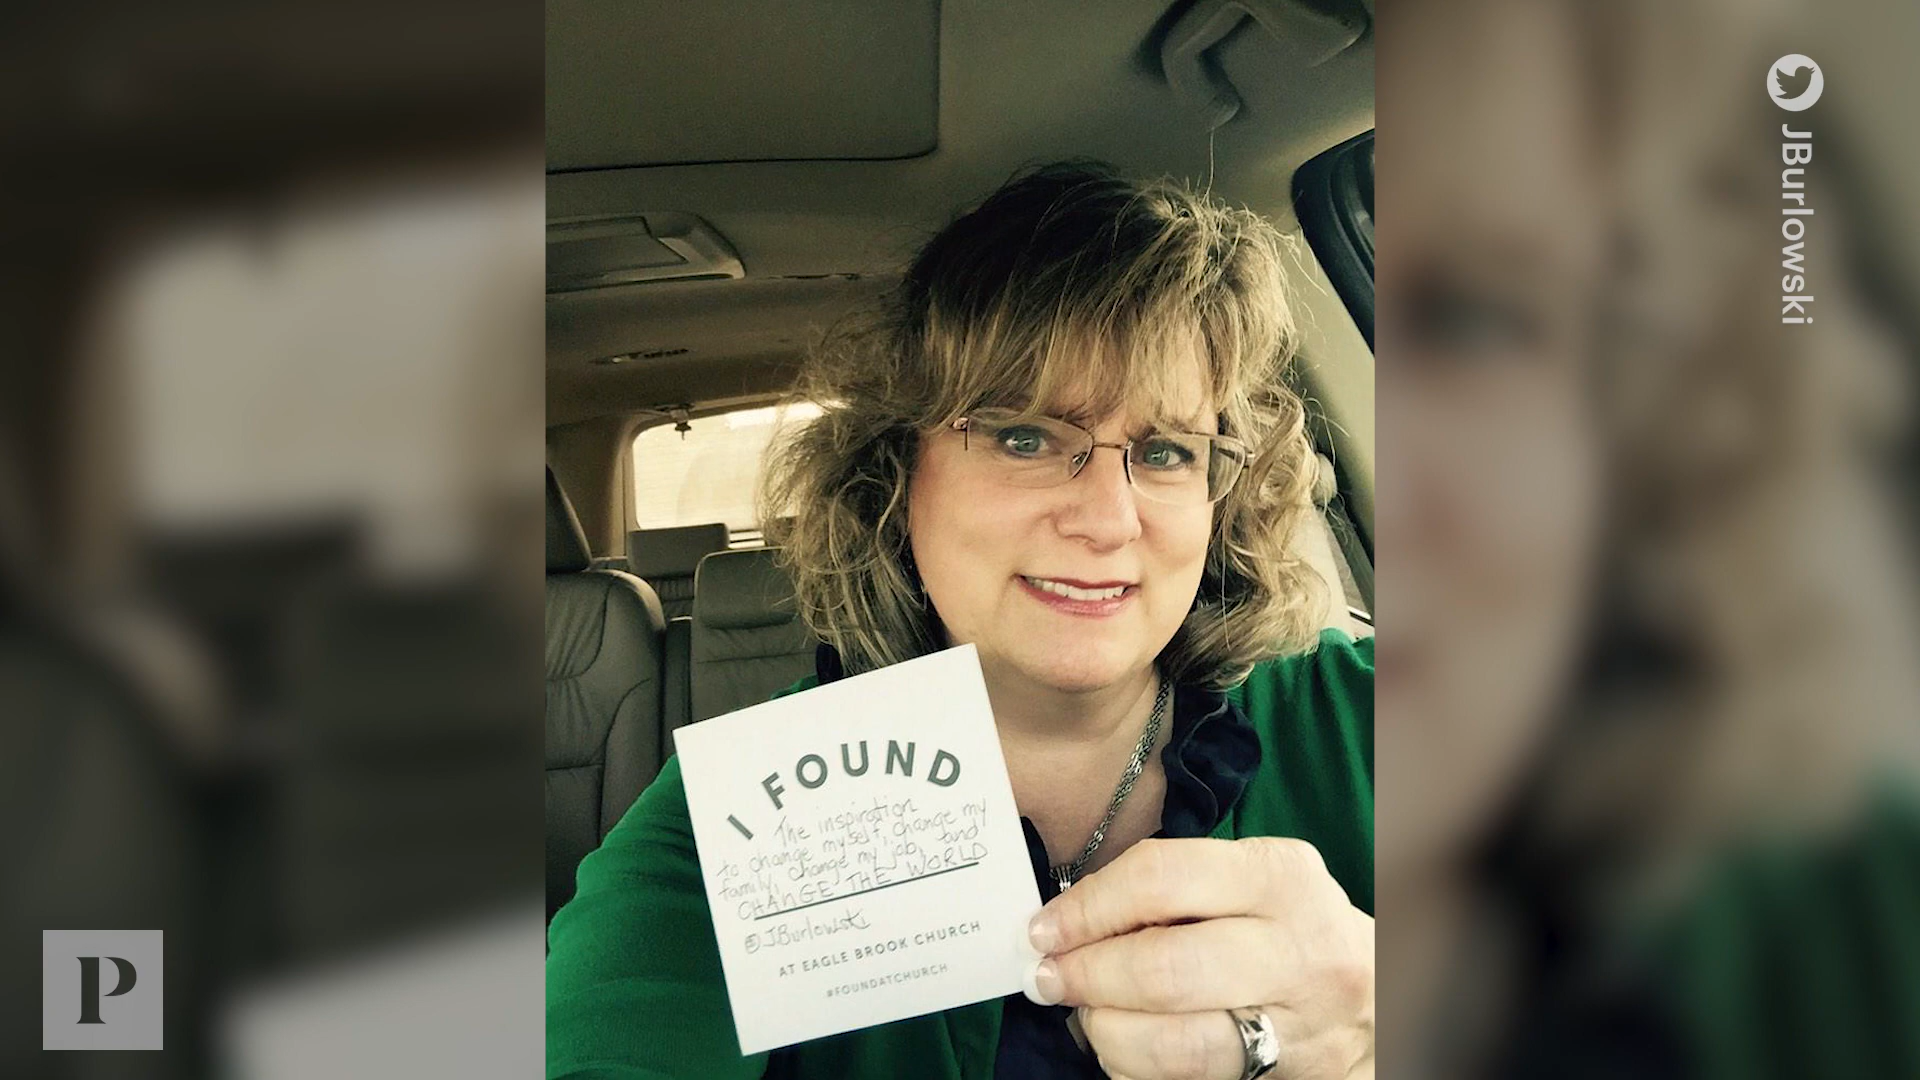 JBurlowski
I FOUND
The inspiration
to change myself, change my
family, change my job, and
CHANGE THE WORLD
@JBurlowski
AT EAGLE BROOK CHURCH
#FOUNDATCHURCH
P